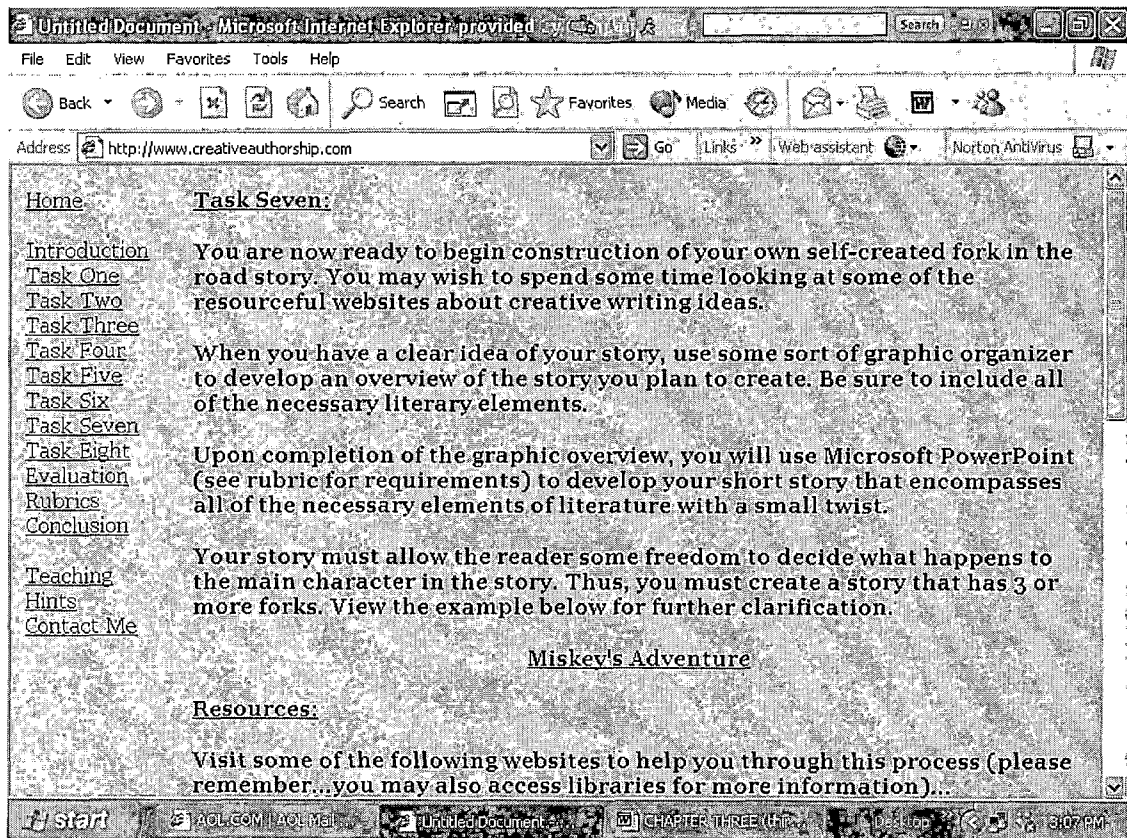 Untitled Document - Microsoft Internet Explorer provided
Search
File Edit View Favorites Tools Help
Back Search Favorites Media
Address http://www.creativeauthorship.com Go Links » Web assistant Norton AntiVirus
Home
Introduction
Task One
Task Two
Task Three
Task Four
Task Five
Task Six
Task Seven
Task Eight
Evaluation
Rubrics
Conclusion
Teaching
Hints
Contact Me
Task Seven:
You are now ready to begin construction of your own self-created fork in the
road story. You may wish to spend some time looking at some of the
resourceful websites about creative writing ideas.
When you have a clear idea of your story, use some sort of graphic organizer
to develop an overview of the story you plan to create. Be sure to include all
of the necessary literary elements.
Upon completion of the graphic overview, you will use Microsoft PowerPoint
(see rubric for requirements) to develop your short story that encompasses
all of the necessary elements of literature with a small twist.
Your story must allow the reader some freedom to decide what happens to
the main character in the story. Thus, you must create a story that has 3 or
more forks. View the example below for further clarification.
Miskey's Adventure
Resources:
Visit some of the following websites to help you through this process (please
remember...you may also access libraries for more information)...
start AOL.COM | AOL Mail ... Untitled Document ... CHAPTER THREE (thir... Desktop 3:07 PM